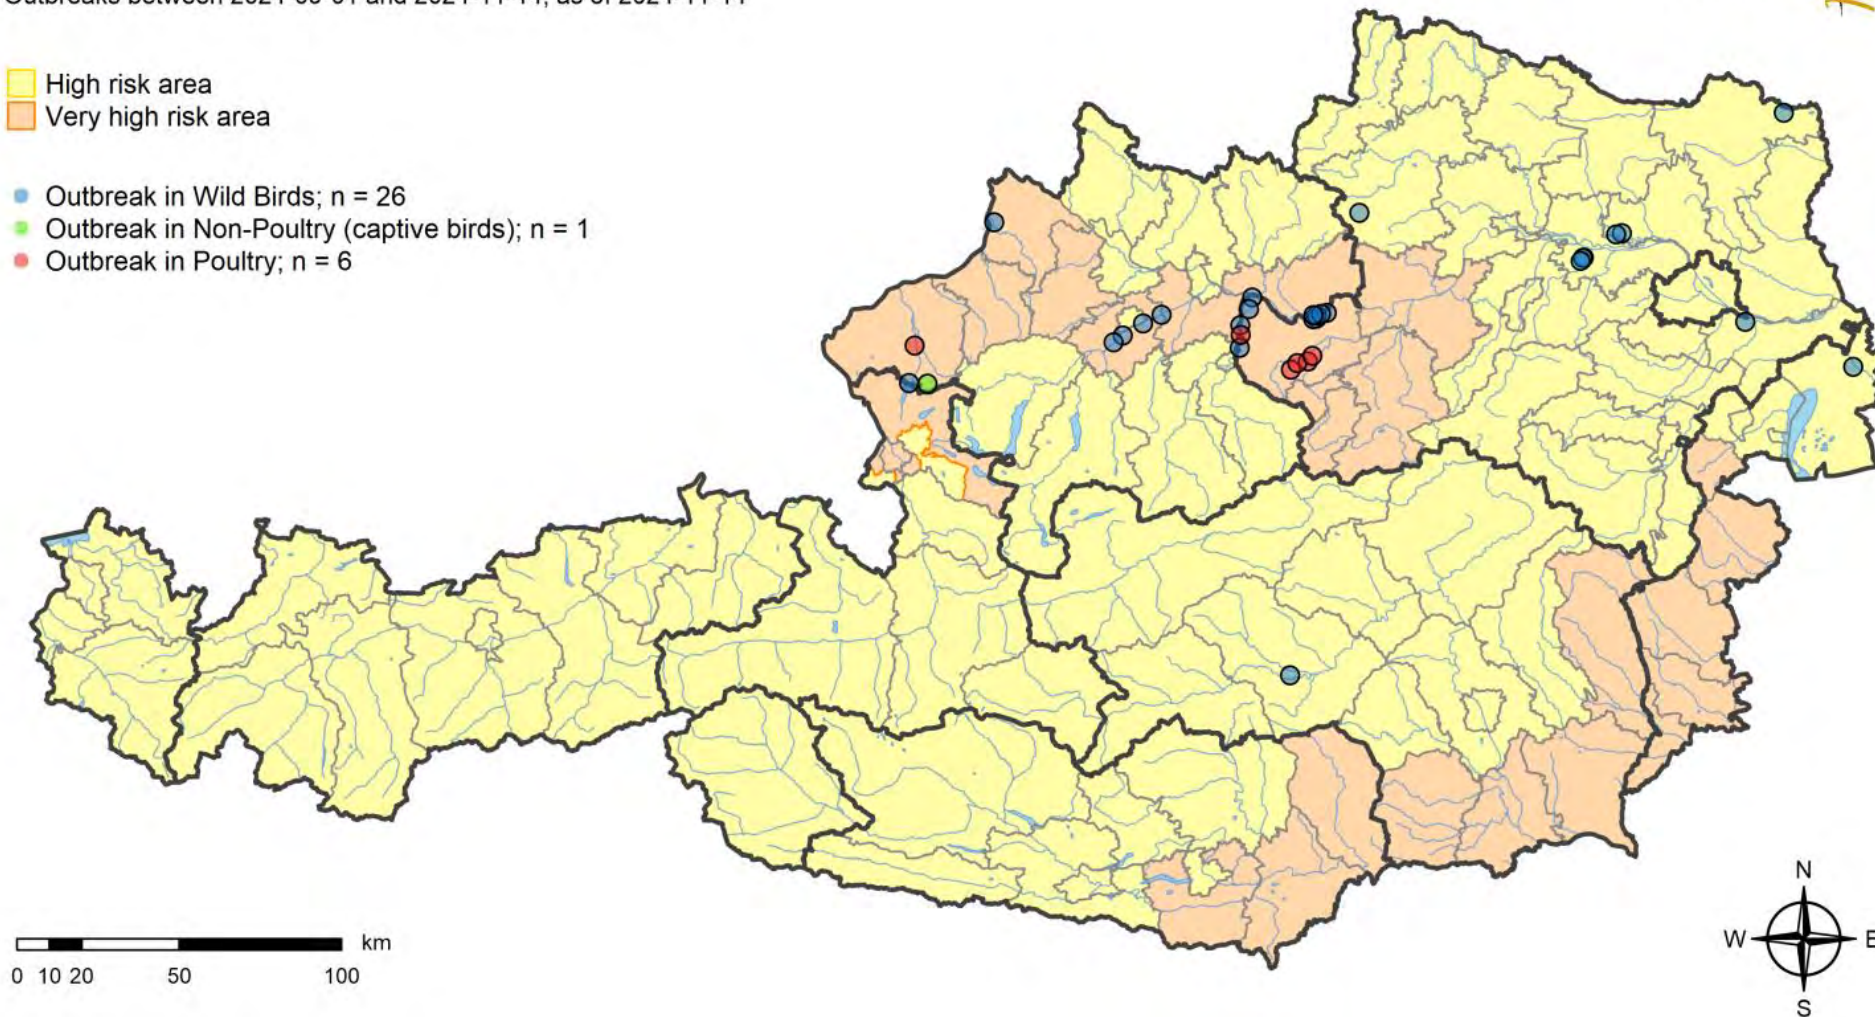 High risk area
Very high risk area
Outbreak in Wild Birds; n = 26
Outbreak in Non-Poultry (captive birds); n = 1
Outbreak in Poultry; n = 6
N
W
S
km
0 10 20 50 100